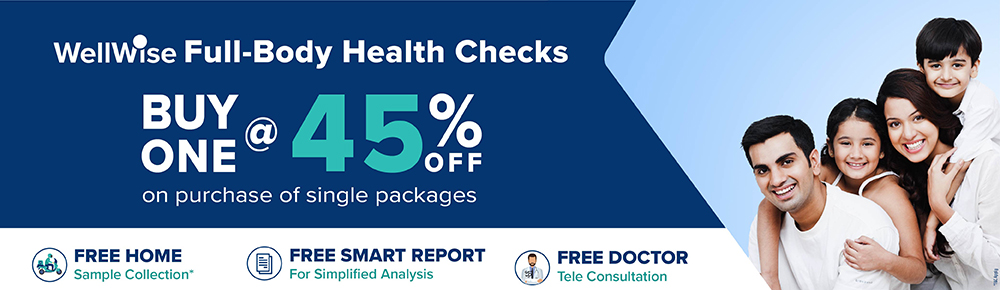 WellWise Full-Body Health Checks
BUY ONE @ 45% OFF
on purchase of single packages
FREE HOME
Sample Collection*
FREE SMART REPORT
For Simplified Analysis
FREE DOCTOR
Tele Consultation